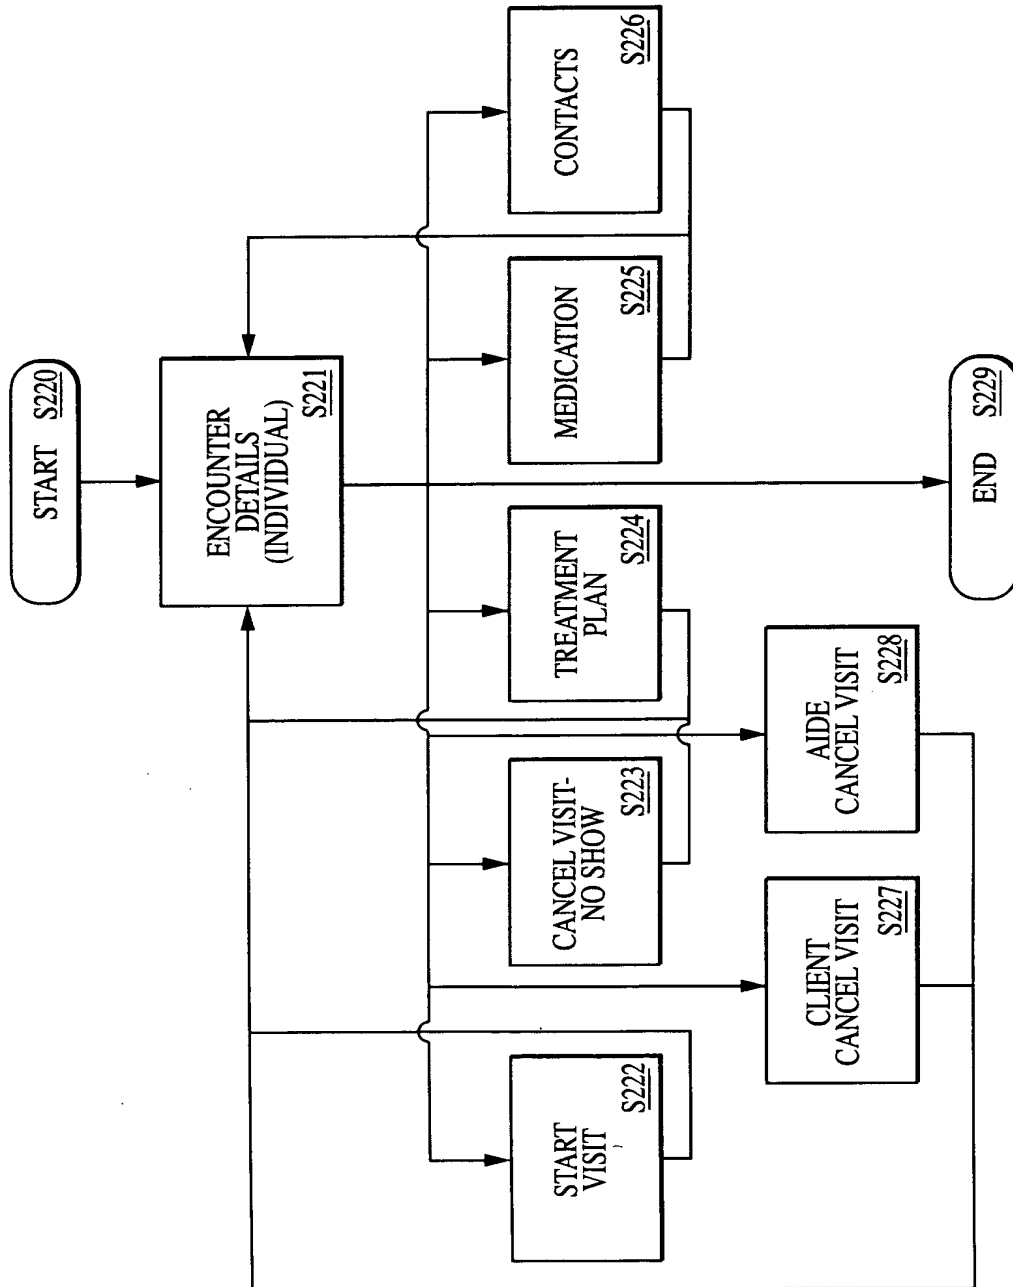 START S220
ENCOUNTER
DETAILS
(INDIVIDUAL)
S221
START
VISIT
S222
CANCEL VISIT-
NO SHOW
S223
TREATMENT
PLAN
S224
MEDICATION
S225
CONTACTS
S226
CLIENT
CANCEL VISIT
S227
AIDE
CANCEL VISIT
S228
END S229